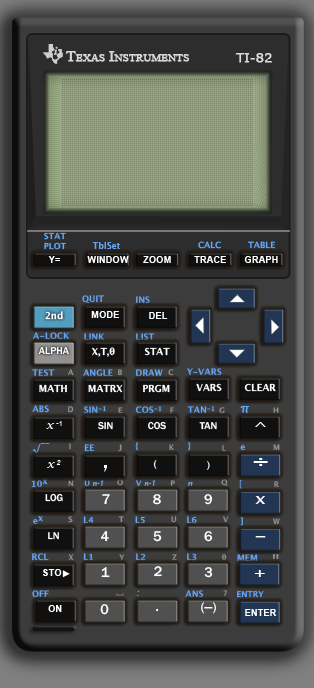 TEXAS INSTRUMENTS TI-82
STAT PLOT TblSet CALC TABLE
Y= WINDOW ZOOM TRACE GRAPH
QUIT INS
2nd MODE DEL
A-LOCK LINK LIST
ALPHA X,T,θ STAT
TEST A ANGLE B DRAW C Y-VARS
MATH MATRX PRGM VARS CLEAR
ABS D SIN⁻¹ E COS⁻¹ F TAN⁻¹ G π H
x⁻¹ SIN COS TAN ^
√ I EE J { K } L e M
x² , ( ) ÷
10ˣ N Un-1 O Vn-1 P n Q [ R
LOG 7 8 9 x
eˣ S L4 T L5 U L6 V ] W
LN 4 5 6 −
RCL X L1 Y L2 Z L3 θ MEM "
STO▶ 1 2 3 +
OFF ␣ : ANS ? ENTRY
ON 0 . (−) ENTER